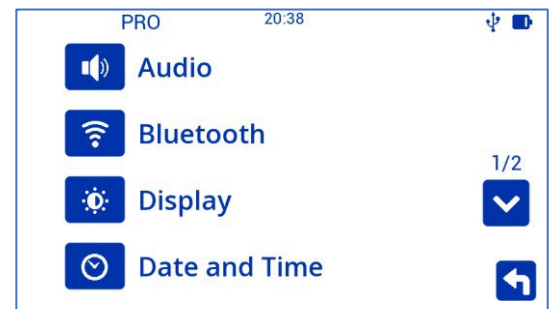 PRO 20:38
Audio
Bluetooth
1/2
Display
Date and Time